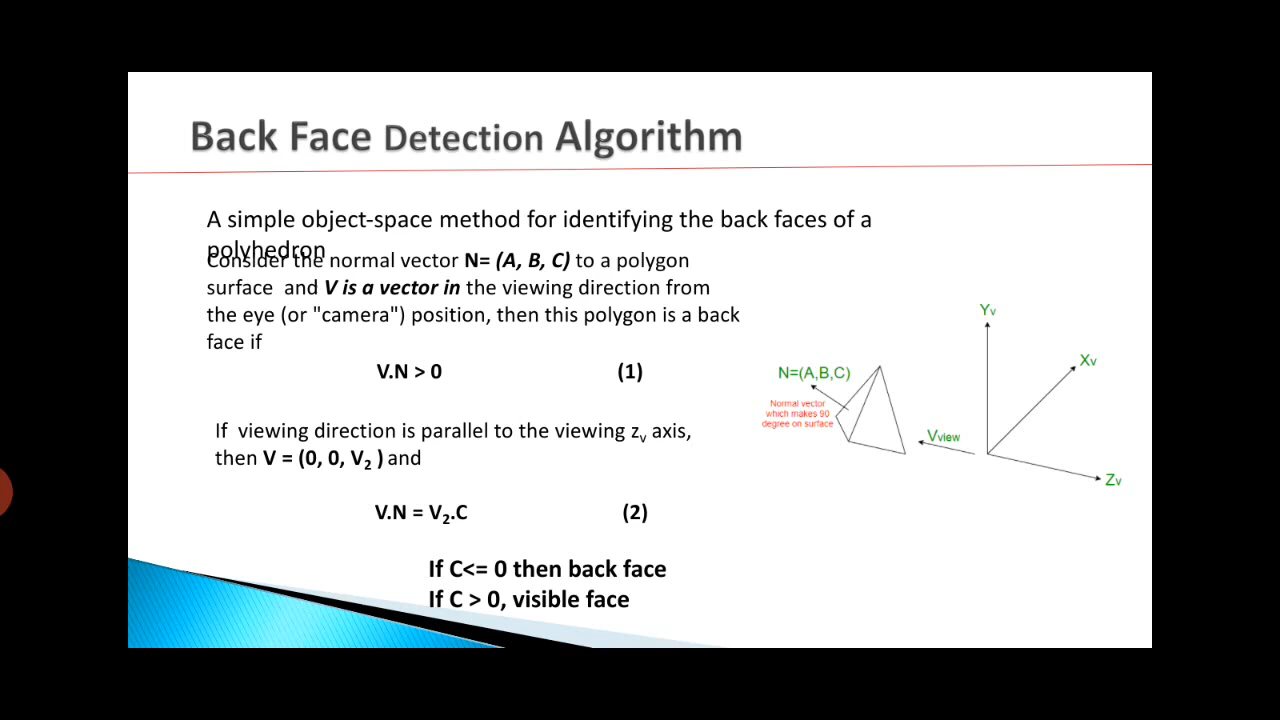 Back Face Detection Algorithm
A simple object-space method for identifying the back faces of a
polyhedron
Consider the normal vector N= (A, B, C) to a polygon
surface and V is a vector in the viewing direction from
the eye (or "camera") position, then this polygon is a back
face if
V.N > 0 (1)
If viewing direction is parallel to the viewing zv axis,
then V = (0, 0, V2 ) and
V.N = V2.C (2)
If C<= 0 then back face
If C > 0, visible face
N=(A,B,C)
Normal vector
which makes 90
degree on surface
Yv
Xv
Vview
Zv